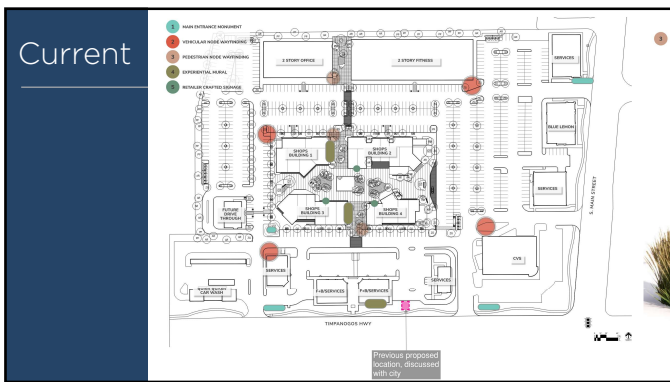 Current
1 MAIN ENTRANCE MONUMENT
2 VEHICULAR NODE WAYFINDING
3 PEDESTRIAN NODE WAYFINDING
4 EXPERIENTIAL MURAL
5 RETAILER CRAFTED SIGNAGE
3
2 STORY OFFICE
2 STORY FITNESS
SERVICES
BLUE LEMON
SERVICES
S. MAIN STREET
SHOPS
BUILDING 1
SHOPS
BUILDING 2
SHOPS
BUILDING 3
SHOPS
BUILDING 4
FUTURE
DRIVE
THROUGH
CAR WASH
SERVICES
F+B/SERVICES
F+B/SERVICES
SERVICES
CVS
TIMPANOGOS HWY
Previous proposed
location, discussed
with city